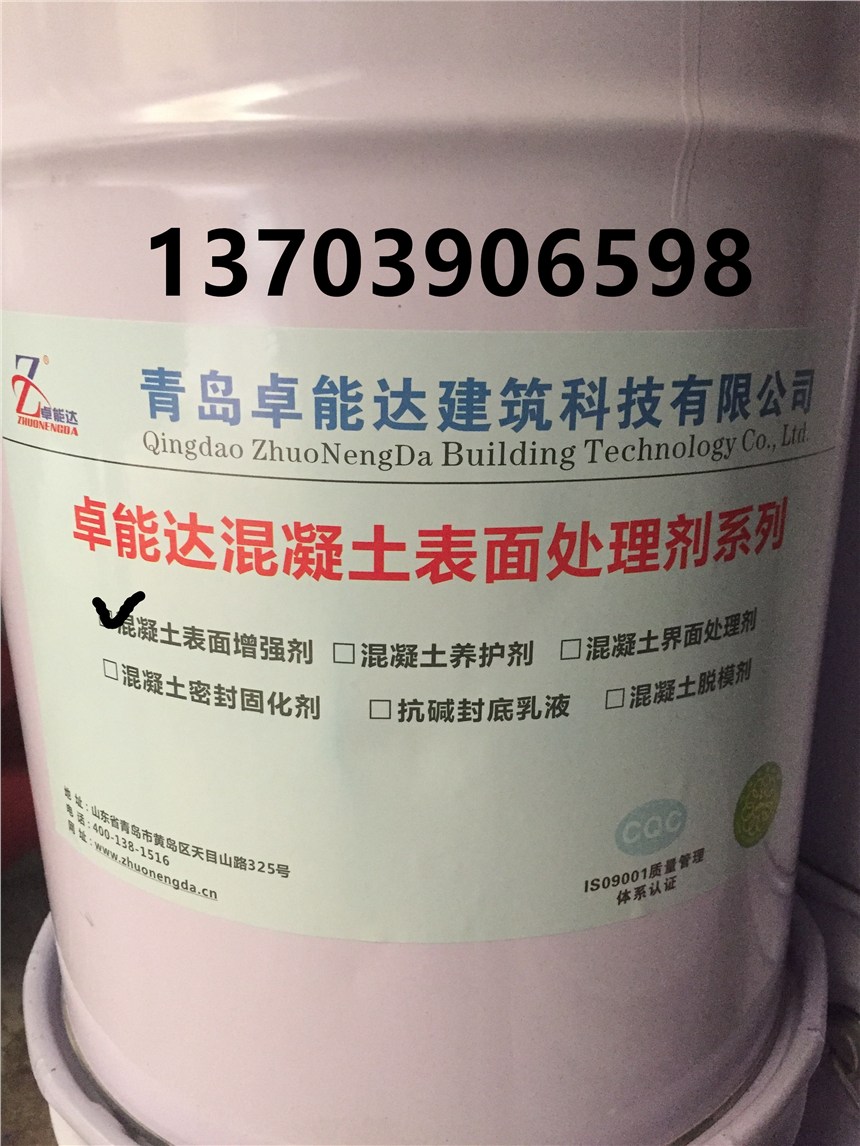 13703906598
卓能达
ZHUONENGDA
青岛卓能达建筑科技有限公司
Qingdao ZhuoNengDa Building Technology Co., Ltd.
卓能达混凝土表面处理剂系列
混凝土表面增强剂 □混凝土养护剂 □混凝土界面处理剂
□混凝土密封固化剂 □抗碱封底乳液 □混凝土脱模剂
地址：山东省青岛市黄岛区天目山路325号
电话：400-138-1516
网址：www.zhuonengda.cn
CQC
ISO9001质量管理
体系认证